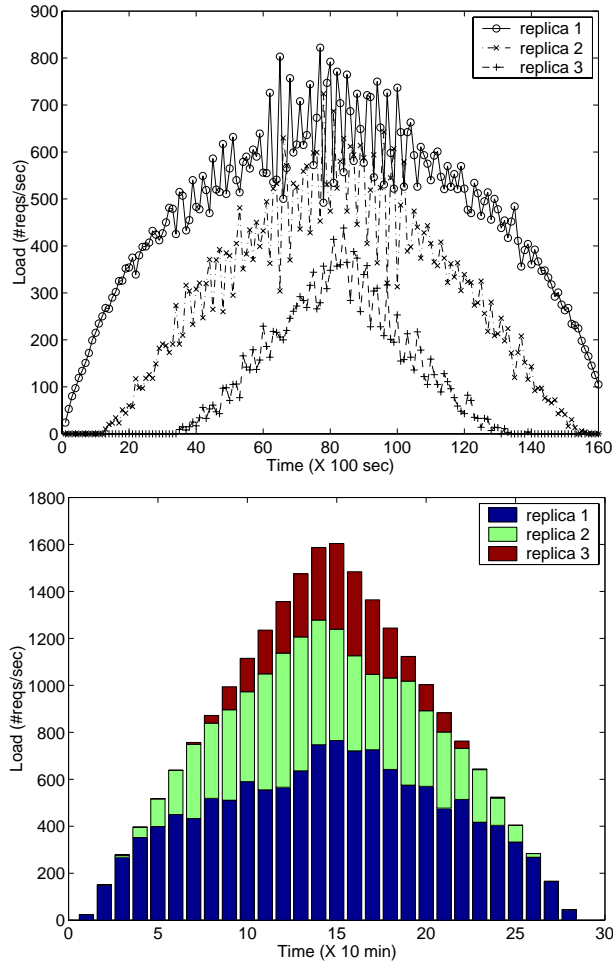 900
800
700
600
500
400
300
200
100
0
Load (#reqs/sec)
replica 1
replica 2
replica 3
0 20 40 60 80 100 120 140 160
Time (X 100 sec)
1800
1600
1400
1200
1000
800
600
400
200
0
Load (#reqs/sec)
replica 1
replica 2
replica 3
0 5 10 15 20 25 30
Time (X 10 min)